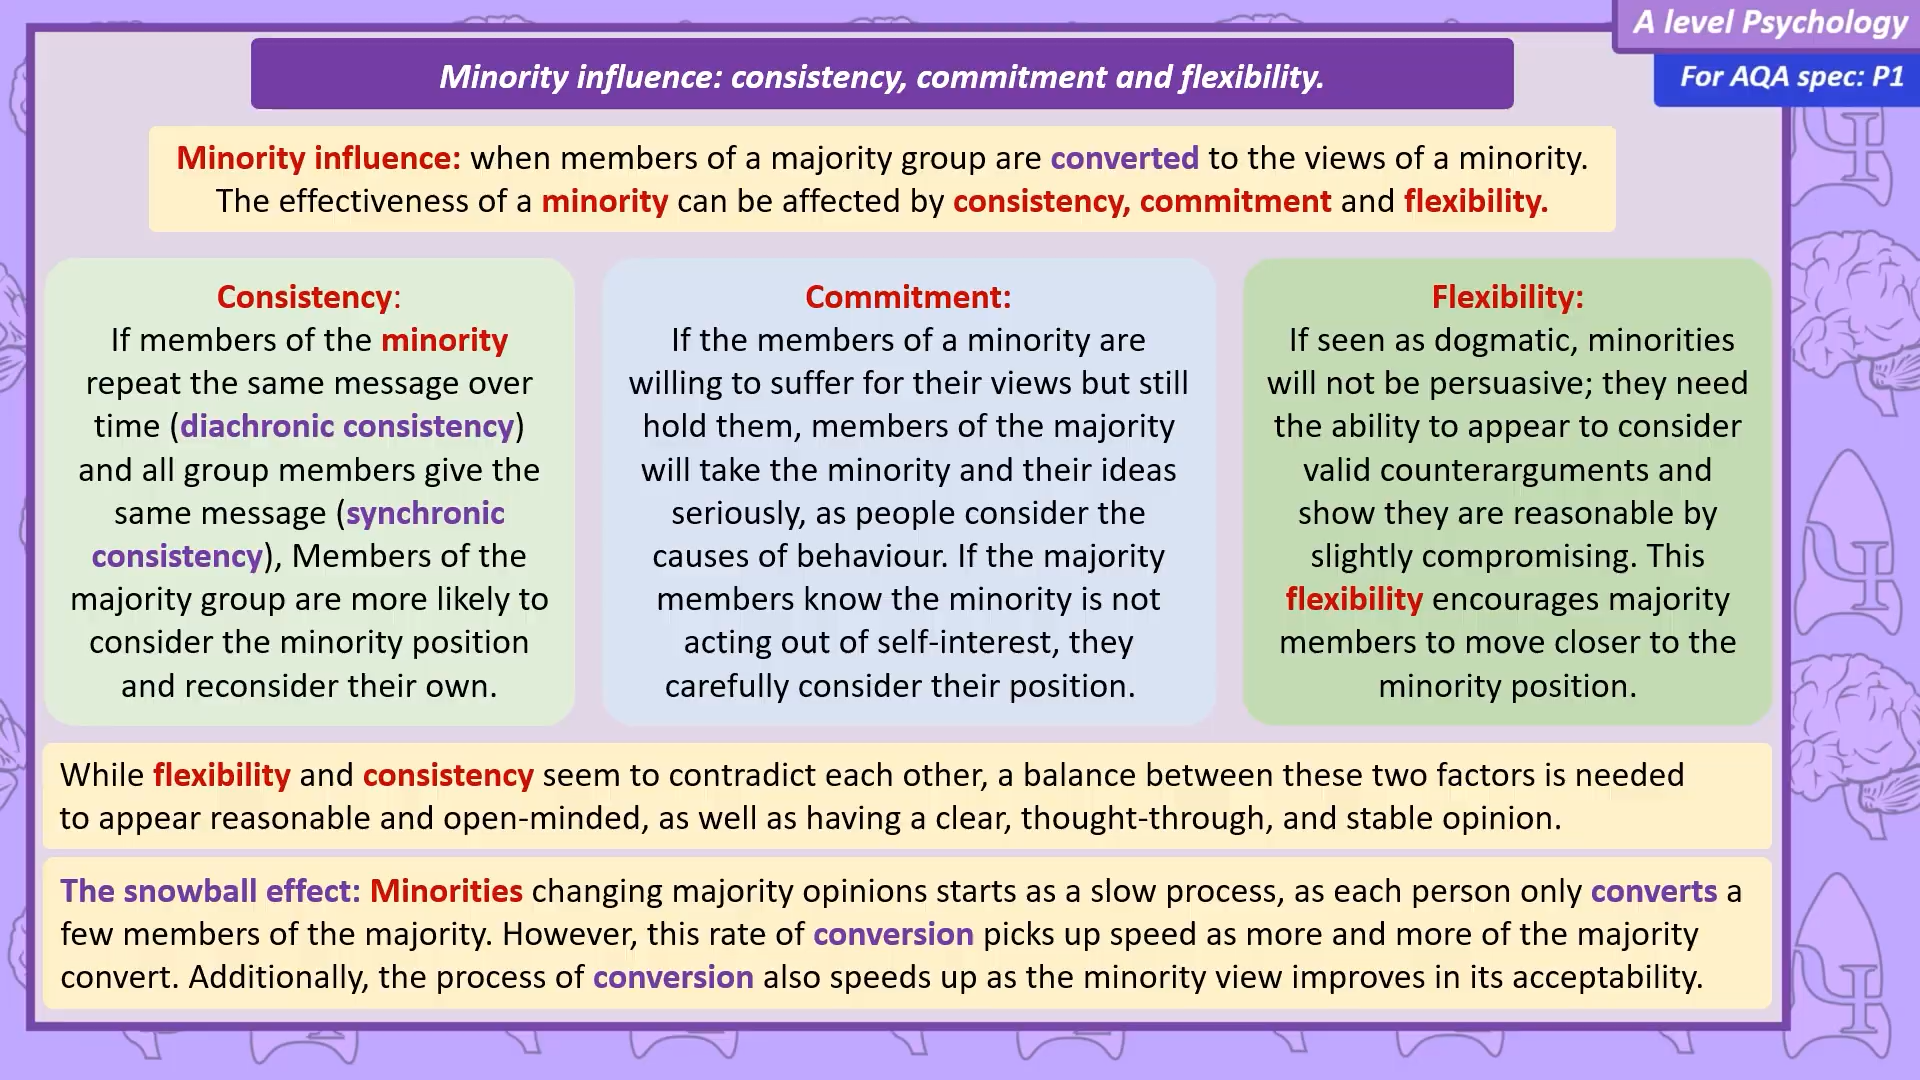 A level Psychology
For AQA spec: P1
Minority influence: consistency, commitment and flexibility.
Minority influence: when members of a majority group are converted to the views of a minority.
The effectiveness of a minority can be affected by consistency, commitment and flexibility.
Consistency:
If members of the minority
repeat the same message over
time (diachronic consistency)
and all group members give the
same message (synchronic
consistency), Members of the
majority group are more likely to
consider the minority position
and reconsider their own.
Commitment:
If the members of a minority are
willing to suffer for their views but still
hold them, members of the majority
will take the minority and their ideas
seriously, as people consider the
causes of behaviour. If the majority
members know the minority is not
acting out of self-interest, they
carefully consider their position.
Flexibility:
If seen as dogmatic, minorities
will not be persuasive; they need
the ability to appear to consider
valid counterarguments and
show they are reasonable by
slightly compromising. This
flexibility encourages majority
members to move closer to the
minority position.
While flexibility and consistency seem to contradict each other, a balance between these two factors is needed
to appear reasonable and open-minded, as well as having a clear, thought-through, and stable opinion.
The snowball effect: Minorities changing majority opinions starts as a slow process, as each person only converts a
few members of the majority. However, this rate of conversion picks up speed as more and more of the majority
convert. Additionally, the process of conversion also speeds up as the minority view improves in its acceptability.